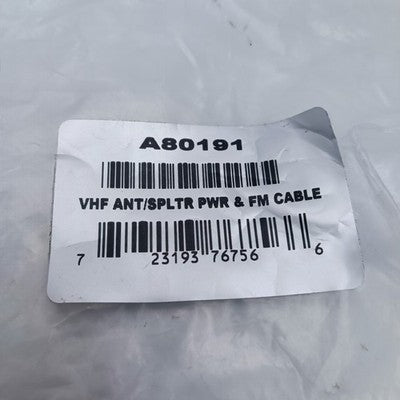 A80191
VHF ANT/SPLTR PWR & FM CABLE
7 23193 76756 6